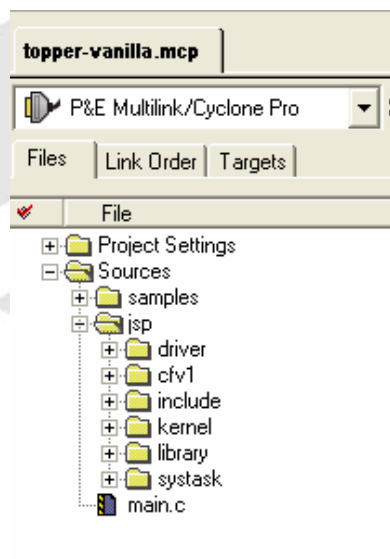 topper-vanilla.mcp
P&E Multilink/Cyclone Pro
Files Link Order Targets
File
Project Settings
Sources
samples
jsp
driver
cfv1
include
kernel
library
systask
main.c